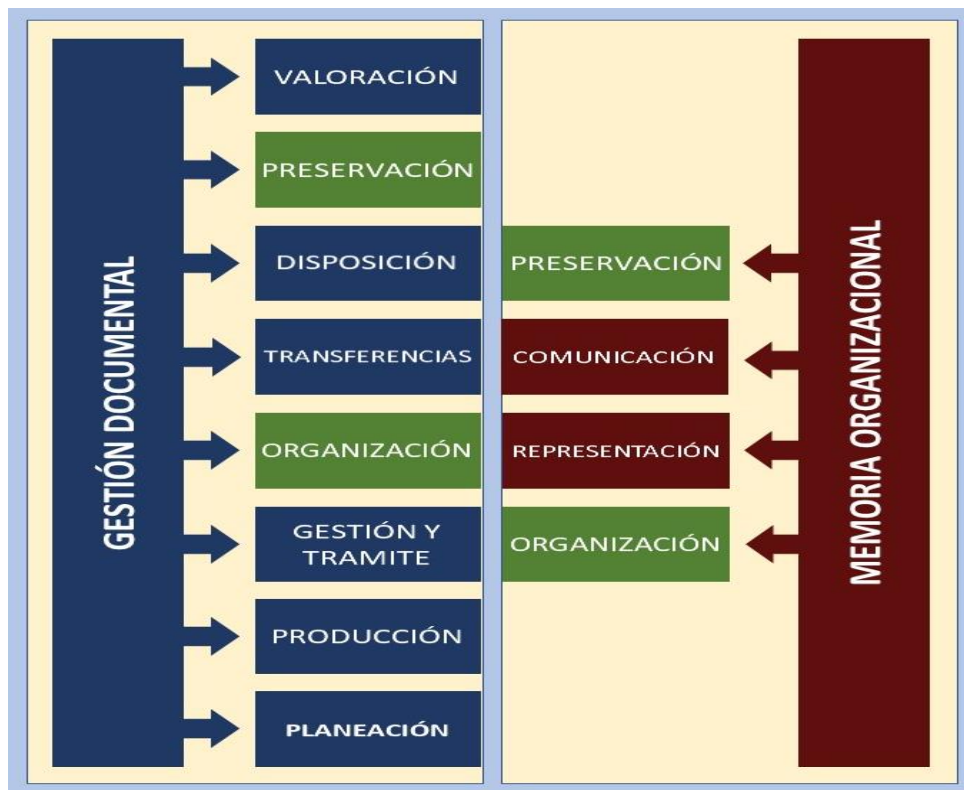 GESTIÓN DOCUMENTAL
VALORACIÓN
PRESERVACIÓN
DISPOSICIÓN
TRANSFERENCIAS
ORGANIZACIÓN
GESTIÓN Y
TRAMITE
PRODUCCIÓN
PLANEACIÓN
PRESERVACIÓN
COMUNICACIÓN
REPRESENTACIÓN
ORGANIZACIÓN
MEMORIA ORGANIZACIONAL